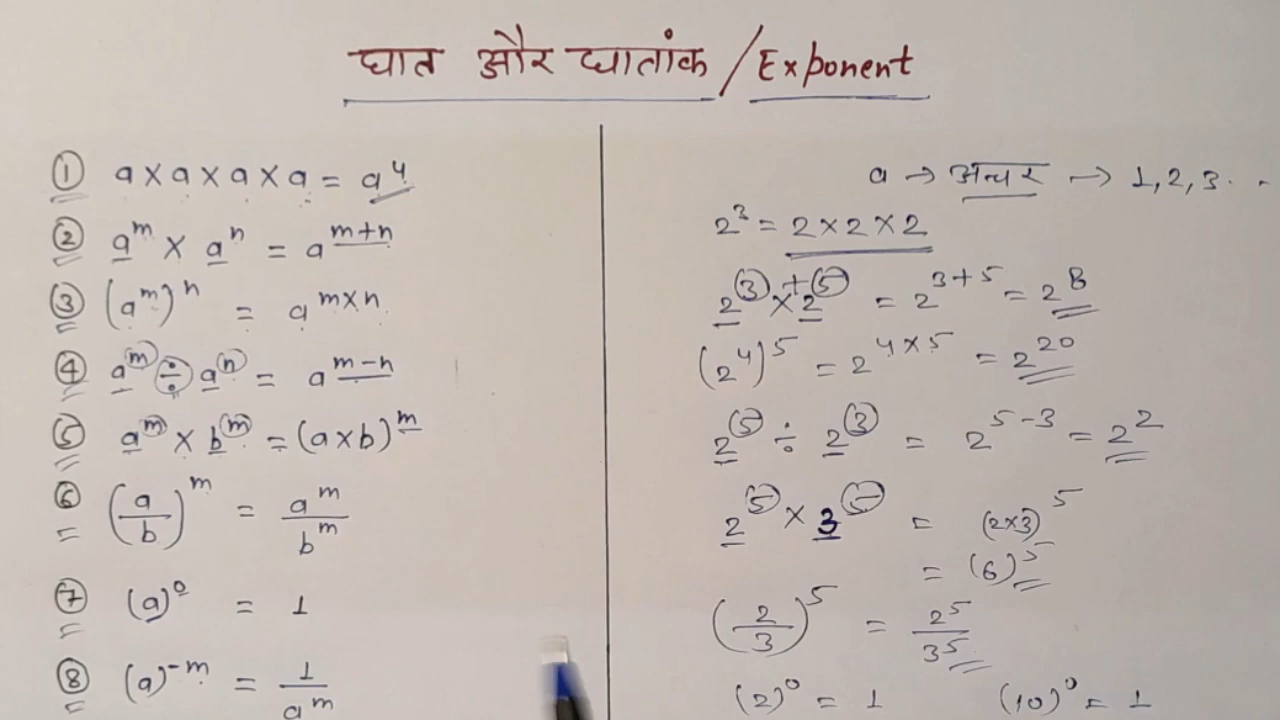 घात और घातांक / Exponent
① a × a × a × a = a⁴
② aᵐ × aⁿ = aᵐ⁺ⁿ
③ (aᵐ)ⁿ = aᵐˣⁿ
④ aᵐ ÷ aⁿ = aᵐ⁻ⁿ
⑤ aᵐ × bᵐ = (a×b)ᵐ
⑥ (a/b)ᵐ = aᵐ/bᵐ
⑦ (a)⁰ = 1
⑧ (a)⁻ᵐ = 1/aᵐ
a → अचर → 1, 2, 3 . .
2³ = 2 × 2 × 2
2³ × + 2⁵ = 2³⁺⁵ = 2⁸
(2⁴)⁵ = 2⁴ˣ⁵ = 2²⁰
2⁵ ÷ 2³ = 2⁵⁻³ = 2²
2⁵ × 3⁵ = (2×3)⁵
= (6)⁵
(2/3)⁵ = 2⁵/3⁵
(2)⁰ = 1 (10)⁰ = 1